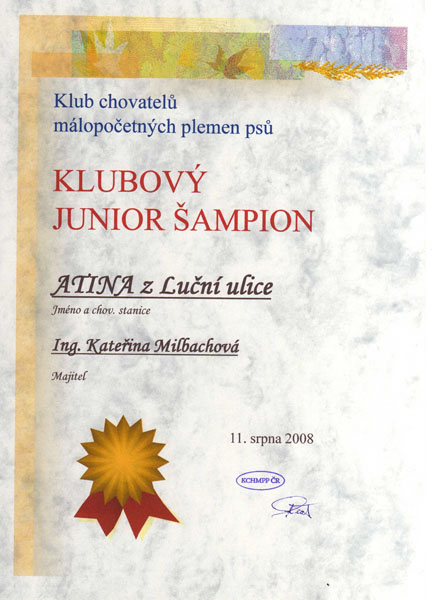 Klub chovatelů
málopočetných plemen psů
KLUBOVÝ
JUNIOR ŠAMPION
ATINA z Luční ulice
Jméno a chov. stanice
Ing. Kateřina Milbachová
Majitel
11. srpna 2008
KCHMPP ČR